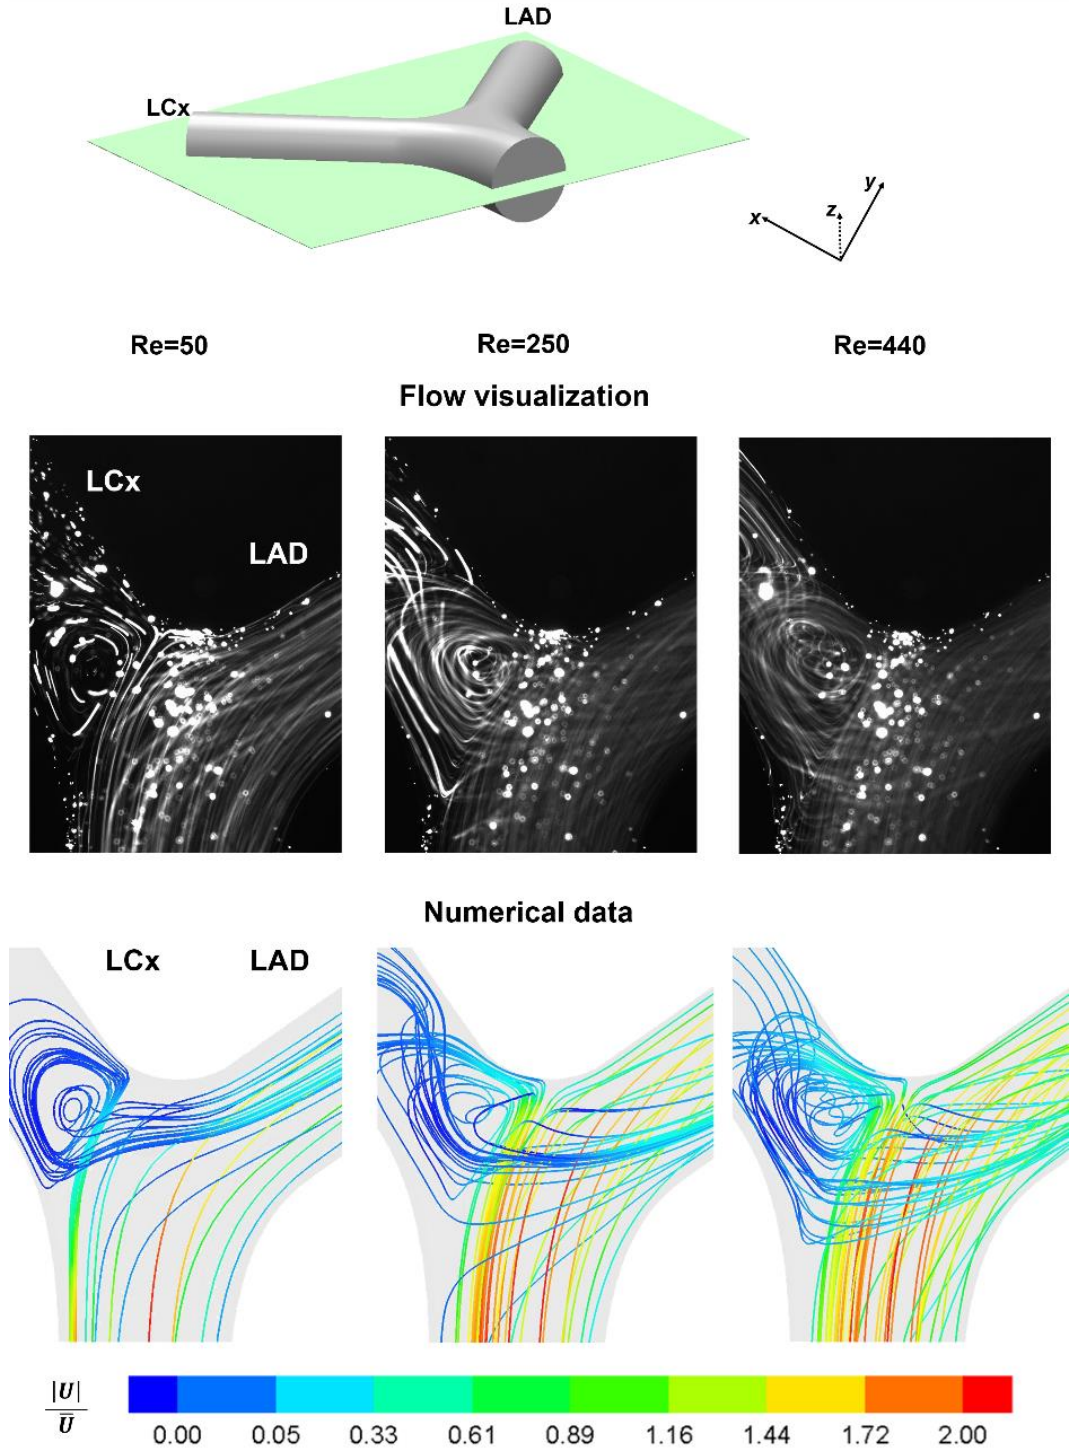 LAD
LCx
x
z
y
Re=50
Re=250
Re=440
Flow visualization
LCx
LAD
Numerical data
LCx
LAD
|U|
Ū
0.00 0.05 0.33 0.61 0.89 1.16 1.44 1.72 2.00